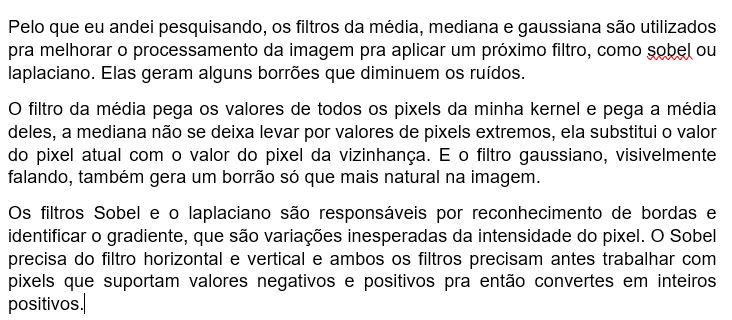 Pelo que eu andei pesquisando, os filtros da média, mediana e gaussiana são utilizados
pra melhorar o processamento da imagem pra aplicar um próximo filtro, como sobel ou
laplaciano. Elas geram alguns borrões que diminuem os ruídos.
O filtro da média pega os valores de todos os pixels da minha kernel e pega a média
deles, a mediana não se deixa levar por valores de pixels extremos, ela substitui o valor
do pixel atual com o valor do pixel da vizinhança. E o filtro gaussiano, visivelmente
falando, também gera um borrão só que mais natural na imagem.
Os filtros Sobel e o laplaciano são responsáveis por reconhecimento de bordas e
identificar o gradiente, que são variações inesperadas da intensidade do pixel. O Sobel
precisa do filtro horizontal e vertical e ambos os filtros precisam antes trabalhar com
pixels que suportam valores negativos e positivos pra então convertes em inteiros
positivos.